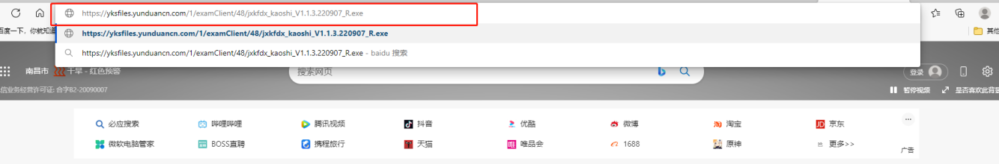 https://yksfiles.yunduancn.com/1/examClient/48/jxkfdx_kaoshi_V1.1.3.220907_R.exe
百度一下，你就知道
https://yksfiles.yunduancn.com/1/examClient/48/jxkfdx_kaoshi_V1.1.3.220907_R.exe
其他
https://yksfiles.yunduancn.com/1/examClient/48/jxkfdx_kaoshi_V1.1.3.220907_R.exe - baidu 搜索
南昌市 干旱 - 红色预警 搜索网页 登录
信业务经营许可证: 合字B2-20090007 暂停视频 是否喜欢此背景
必应搜索 哔哩哔哩 腾讯视频 抖音 优酷 微博 淘宝 京东
微软电脑管家 BOSS直聘 携程旅行 天猫 唯品会 1688 原神 更多>>
广告